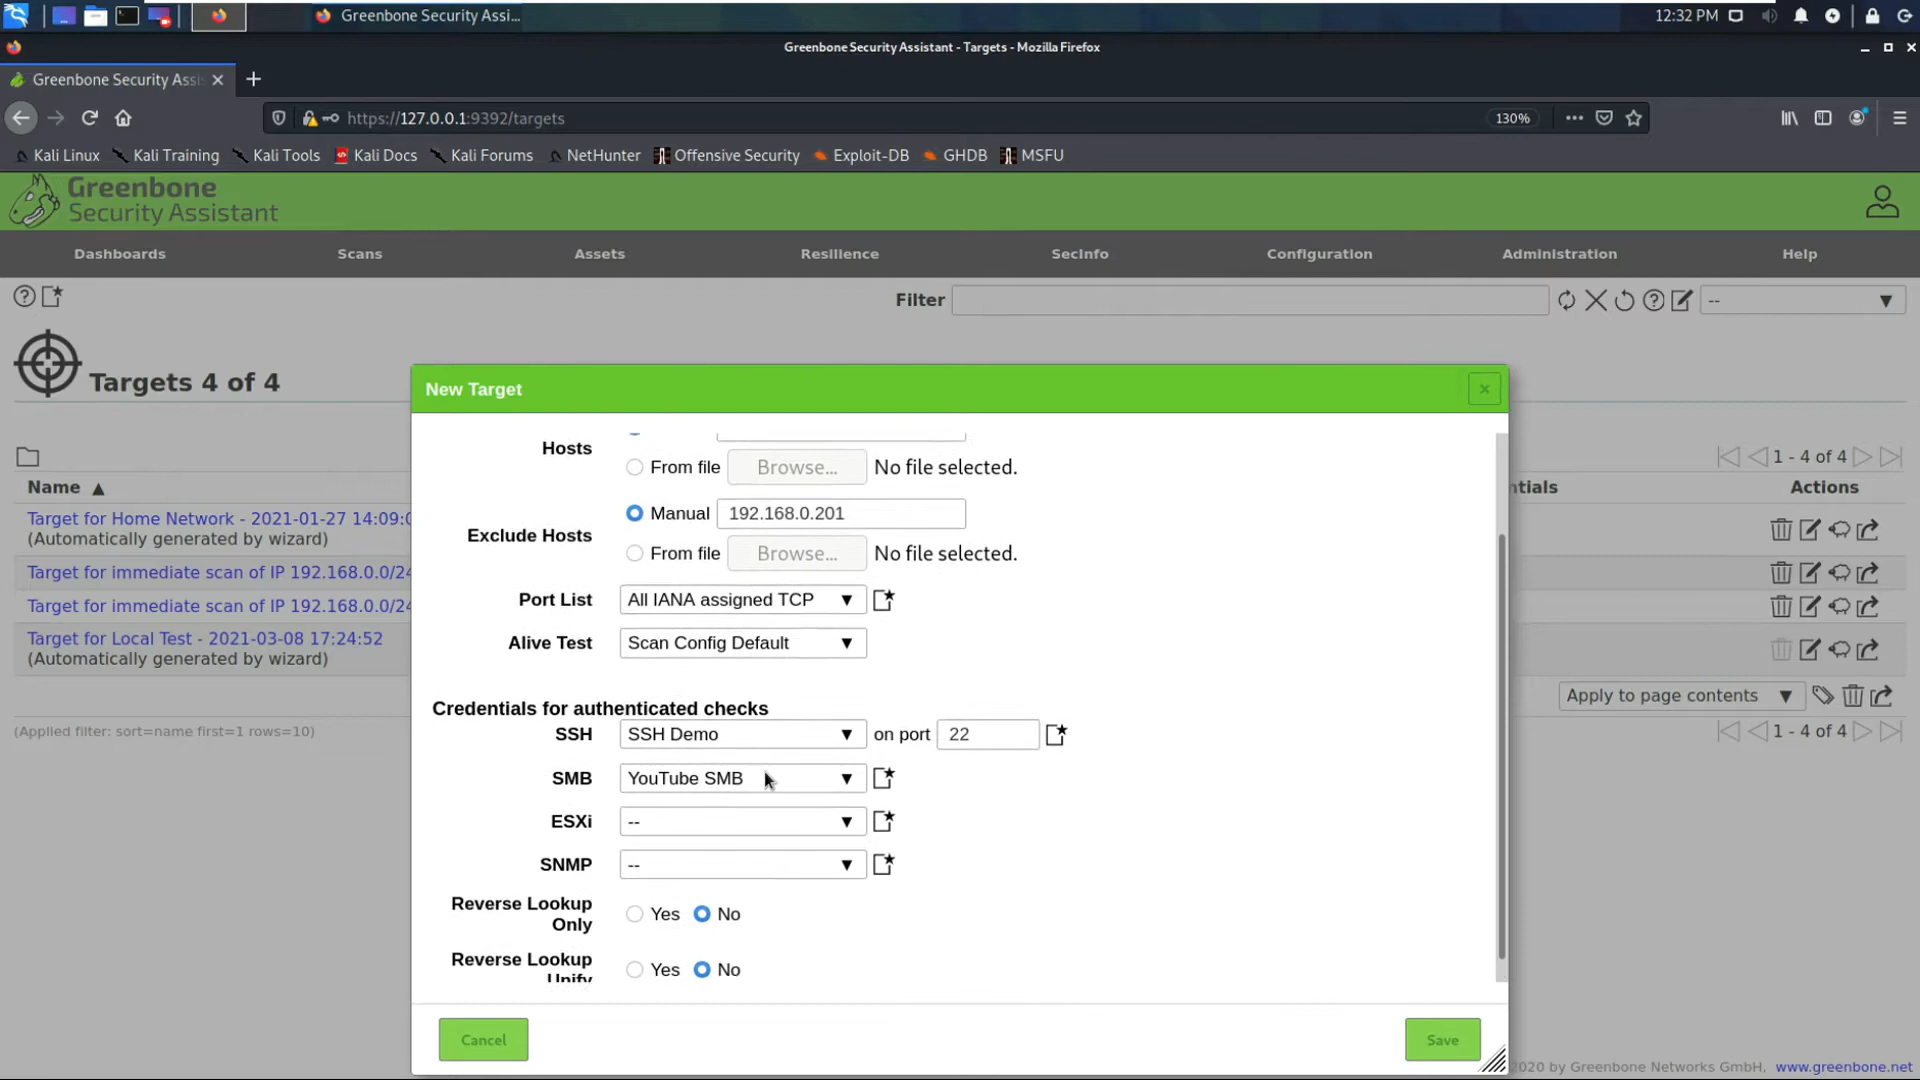 Greenbone Security Assi...
12:32 PM
Greenbone Security Assistant - Targets - Mozilla Firefox
Greenbone Security Assi
https://127.0.0.1:9392/targets
130%
Kali Linux
Kali Training
Kali Tools
Kali Docs
Kali Forums
NetHunter
Offensive Security
Exploit-DB
GHDB
MSFU
Greenbone
Security Assistant
Dashboards
Scans
Assets
Resilience
SecInfo
Configuration
Administration
Help
Filter
--
Targets 4 of 4
New Target
Hosts
From file
Browse...
No file selected.
Exclude Hosts
Manual
192.168.0.201
From file
Browse...
No file selected.
Port List
All IANA assigned TCP
Alive Test
Scan Config Default
Credentials for authenticated checks
SSH
SSH Demo
on port
22
SMB
YouTube SMB
ESXi
--
SNMP
--
Reverse Lookup
Only
Yes
No
Reverse Lookup
Unify
Yes
No
Cancel
Save
1 - 4 of 4
Name ▲
ntials
Actions
Target for Home Network - 2021-01-27 14:09:0
(Automatically generated by wizard)
Target for immediate scan of IP 192.168.0.0/24
Target for immediate scan of IP 192.168.0.0/24
Target for Local Test - 2021-03-08 17:24:52
(Automatically generated by wizard)
Apply to page contents
(Applied filter: sort=name first=1 rows=10)
1 - 4 of 4
2020 by Greenbone Networks GmbH, www.greenbone.net